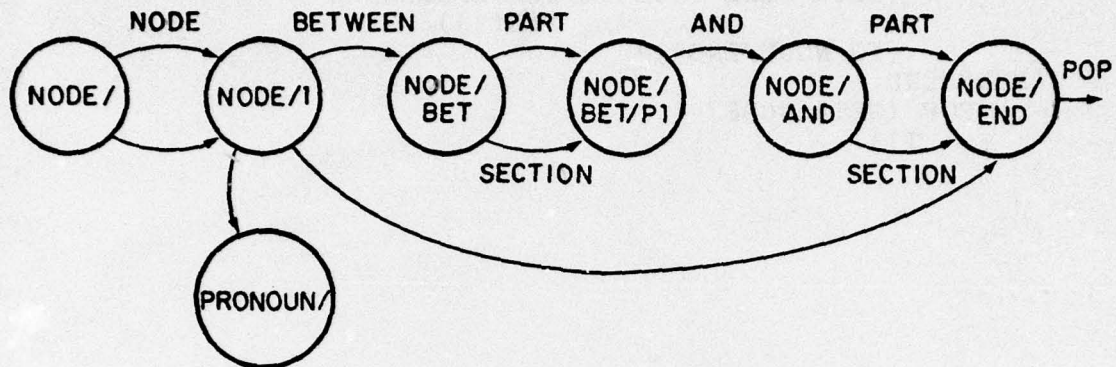 NODE
BETWEEN
PART
AND
PART
POP
NODE/
NODE/1
NODE/
BET
NODE/
BET/P1
NODE/
AND
NODE/
END
SECTION
SECTION
PRONOUN/